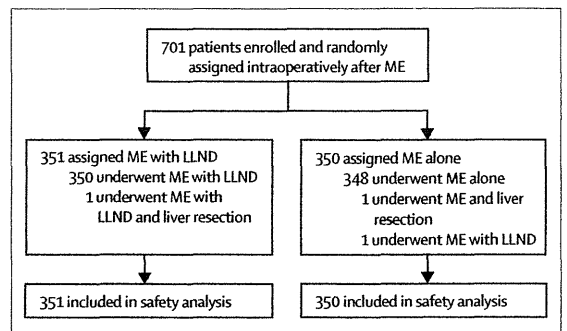 701 patients enrolled and randomly
assigned intraoperatively after ME
351 assigned ME with LLND
350 underwent ME with LLND
1 underwent ME with
LLND and liver resection
350 assigned ME alone
348 underwent ME alone
1 underwent ME and liver
resection
1 underwent ME with LLND
351 included in safety analysis
350 included in safety analysis